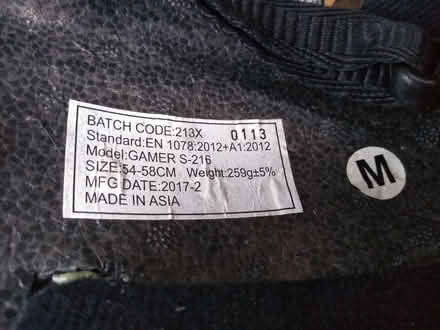 BATCH CODE:213X 0113
Standard:EN 1078:2012+A1:2012
Model:GAMER S-216
SIZE:54-58CM Weight:259g±5%
MFG DATE:2017-2
MADE IN ASIA
M